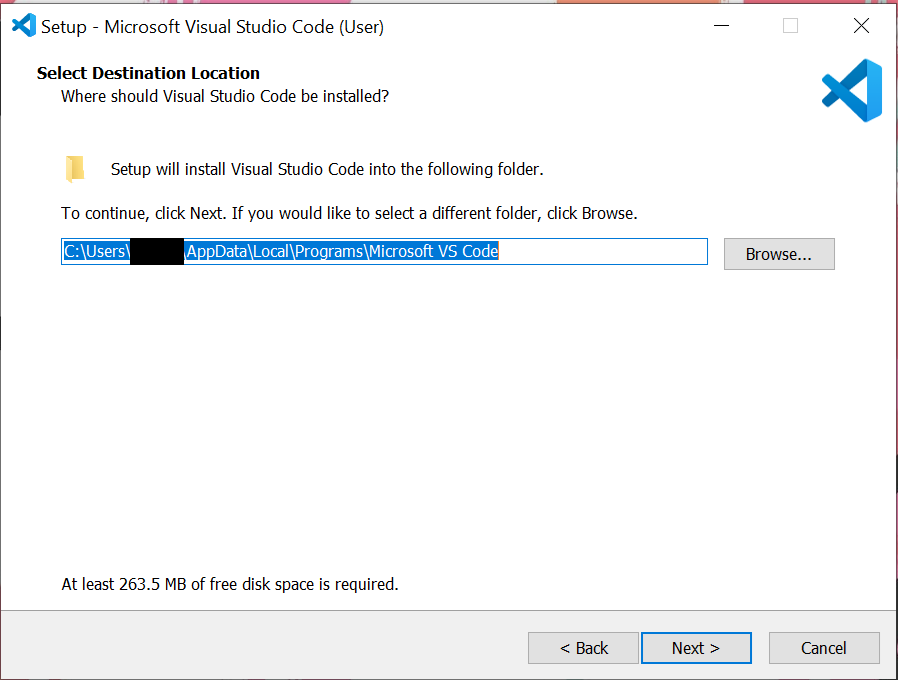 Setup - Microsoft Visual Studio Code (User)
Select Destination Location
Where should Visual Studio Code be installed?
Setup will install Visual Studio Code into the following folder.
To continue, click Next. If you would like to select a different folder, click Browse.
C:\Users\ \AppData\Local\Programs\Microsoft VS Code
Browse...
At least 263.5 MB of free disk space is required.
< Back
Next >
Cancel